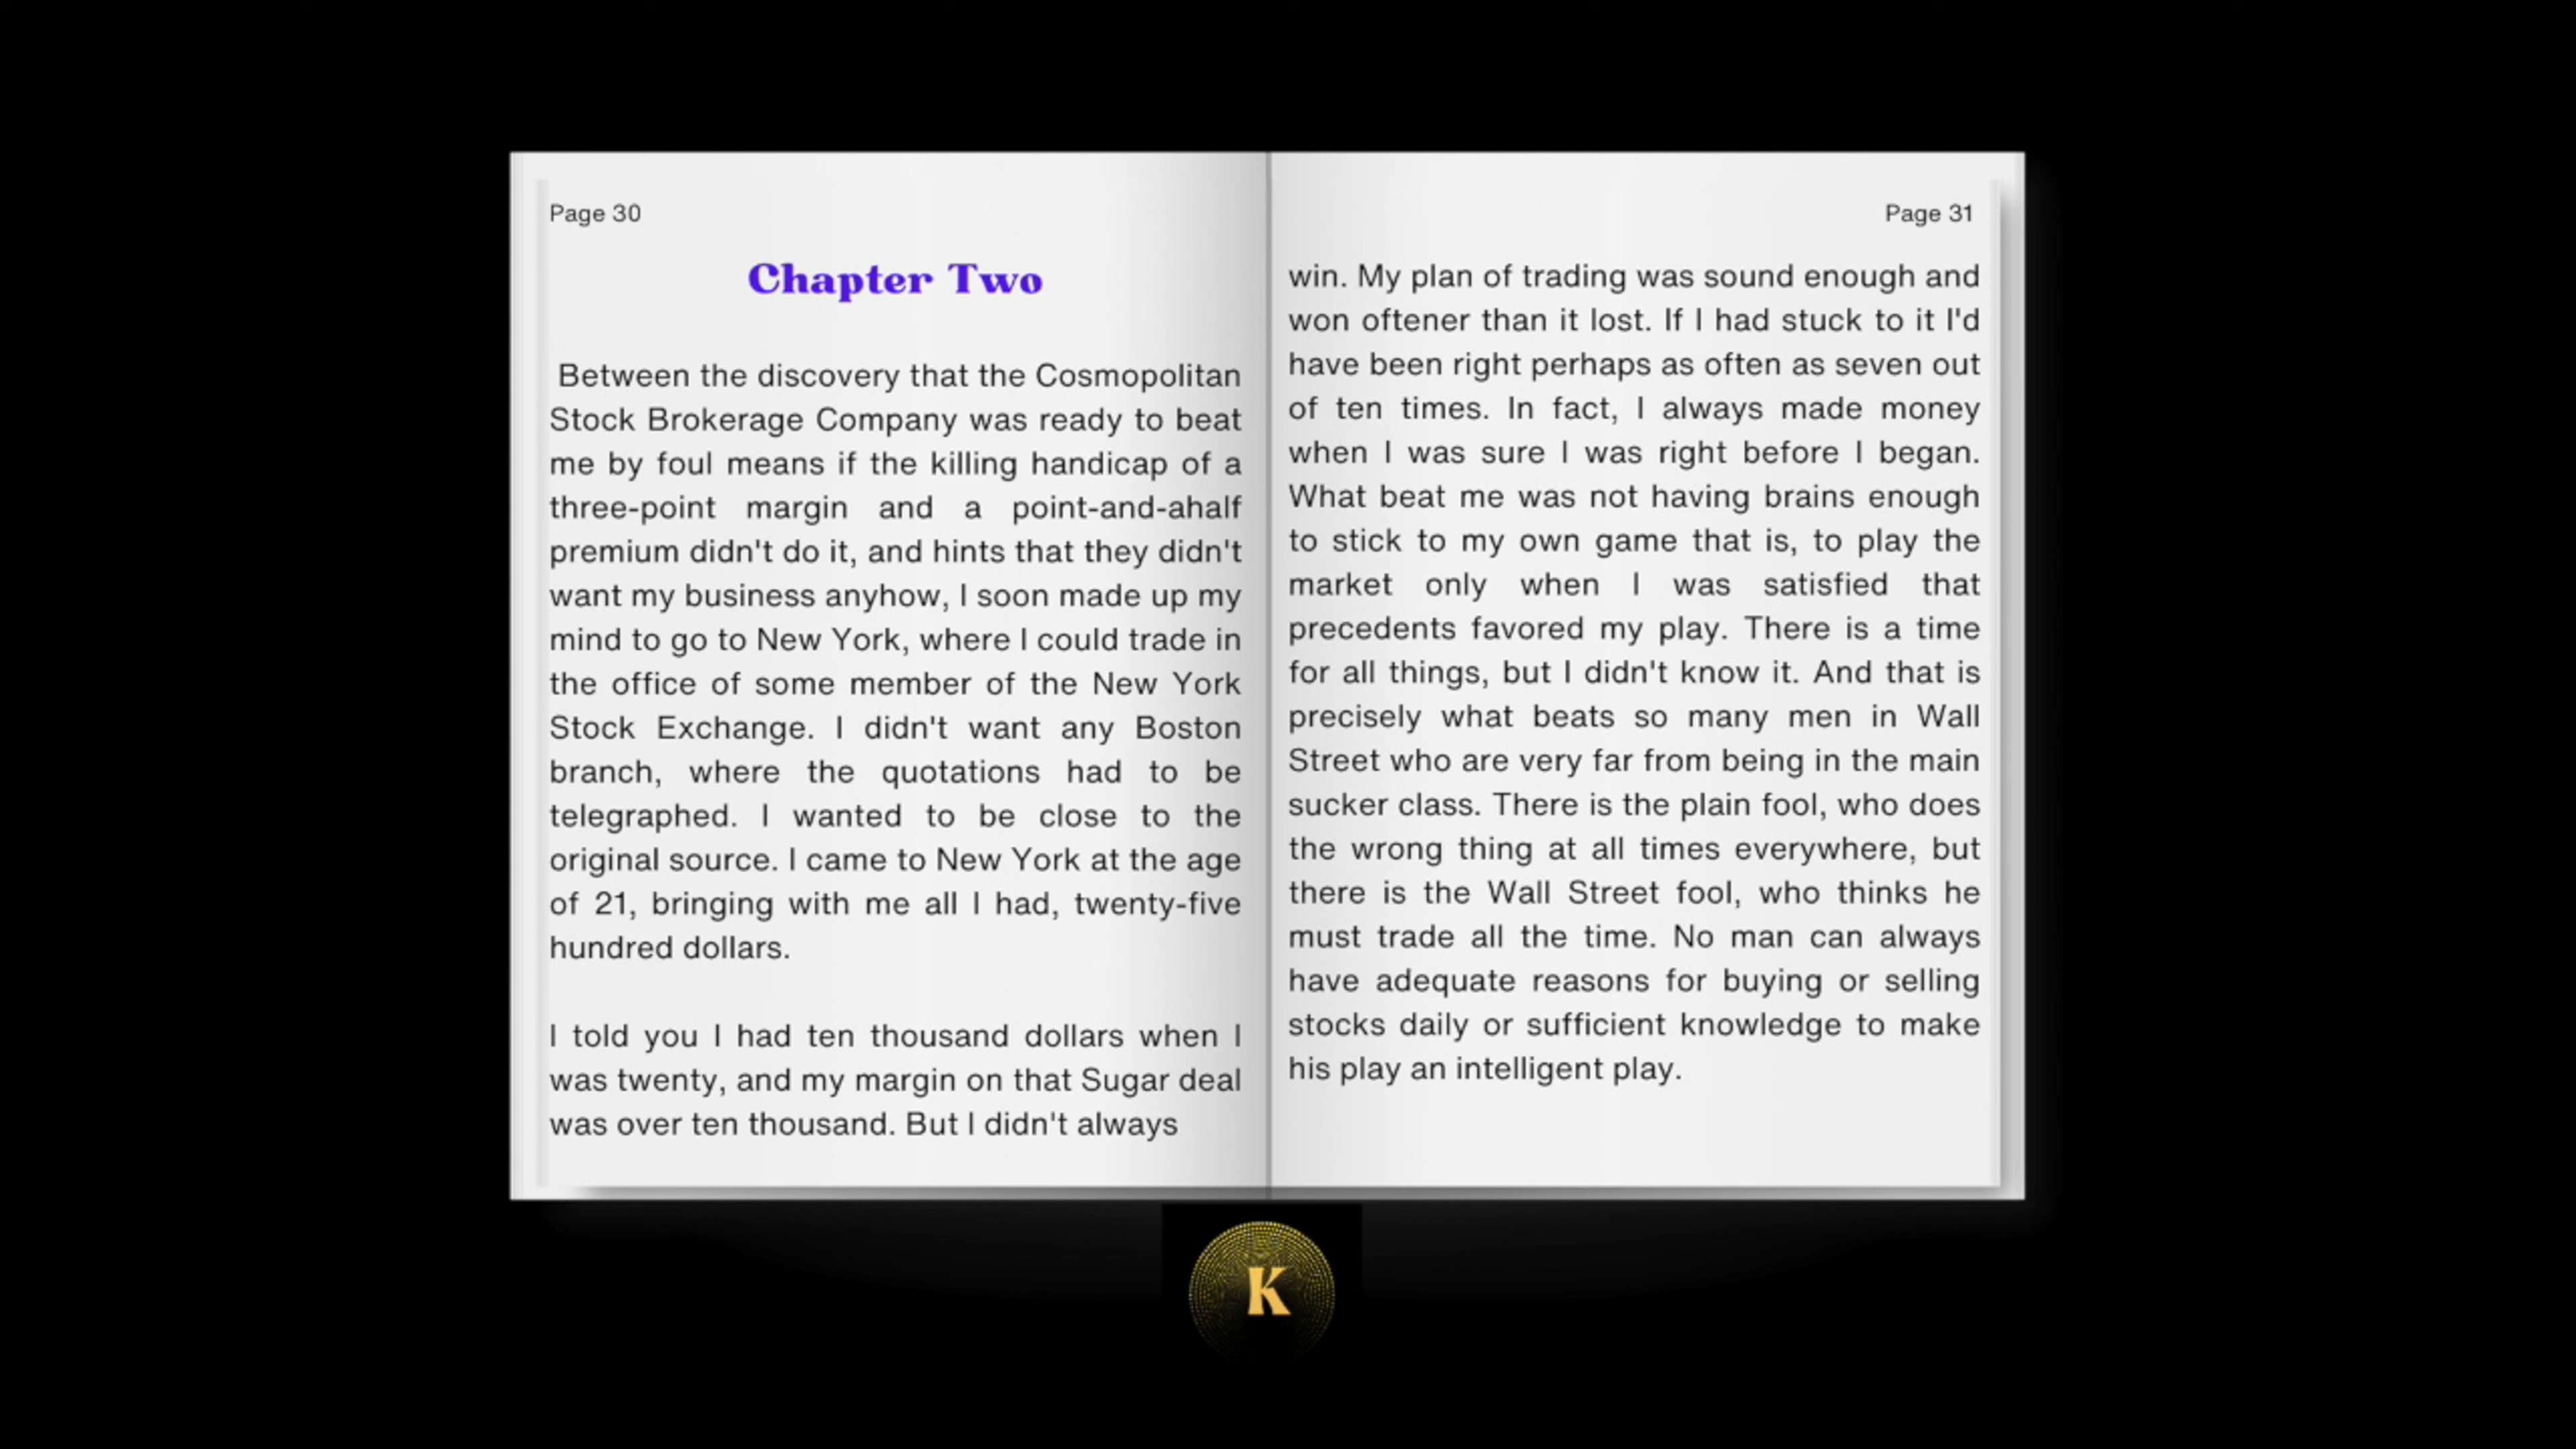 Page 30
Chapter Two
Between the discovery that the Cosmopolitan
Stock Brokerage Company was ready to beat
me by foul means if the killing handicap of a
three-point margin and a point-and-ahalf
premium didn't do it, and hints that they didn't
want my business anyhow, I soon made up my
mind to go to New York, where I could trade in
the office of some member of the New York
Stock Exchange. I didn't want any Boston
branch, where the quotations had to be
telegraphed. I wanted to be close to the
original source. I came to New York at the age
of 21, bringing with me all I had, twenty-five
hundred dollars.
I told you I had ten thousand dollars when I
was twenty, and my margin on that Sugar deal
was over ten thousand. But I didn't always
Page 31
win. My plan of trading was sound enough and
won oftener than it lost. If I had stuck to it I'd
have been right perhaps as often as seven out
of ten times. In fact, I always made money
when I was sure I was right before I began.
What beat me was not having brains enough
to stick to my own game that is, to play the
market only when I was satisfied that
precedents favored my play. There is a time
for all things, but I didn't know it. And that is
precisely what beats so many men in Wall
Street who are very far from being in the main
sucker class. There is the plain fool, who does
the wrong thing at all times everywhere, but
there is the Wall Street fool, who thinks he
must trade all the time. No man can always
have adequate reasons for buying or selling
stocks daily or sufficient knowledge to make
his play an intelligent play.
K